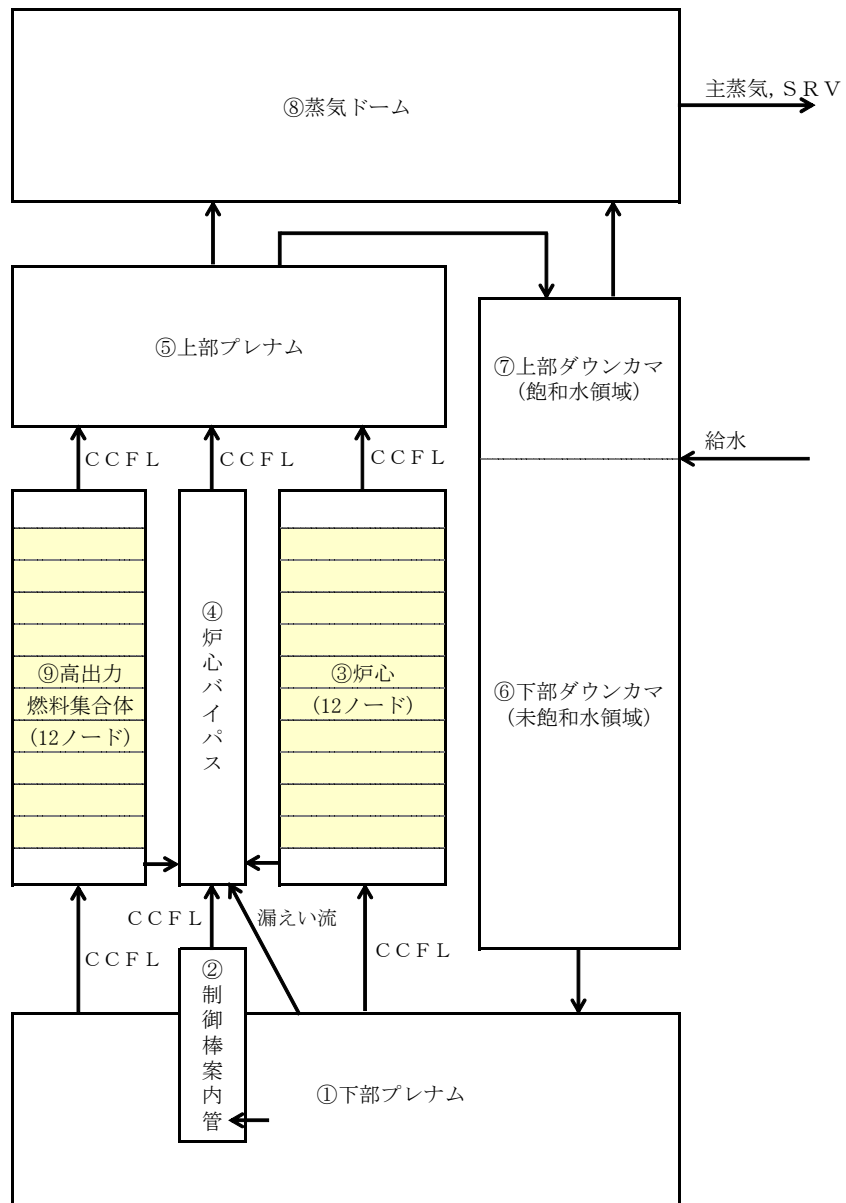 ⑧蒸気ドーム
主蒸気, ＳＲＶ
⑤上部プレナム
⑦上部ダウンカマ
(飽和水領域)
給水
ＣＣＦＬ
ＣＣＦＬ
ＣＣＦＬ
⑨高出力
燃料集合体
(12ノード)
④炉心バイパス
③炉心
(12ノード)
⑥下部ダウンカマ
(未飽和水領域)
ＣＣＦＬ
漏えい流
ＣＣＦＬ
ＣＣＦＬ
②制御棒案内管
①下部プレナム